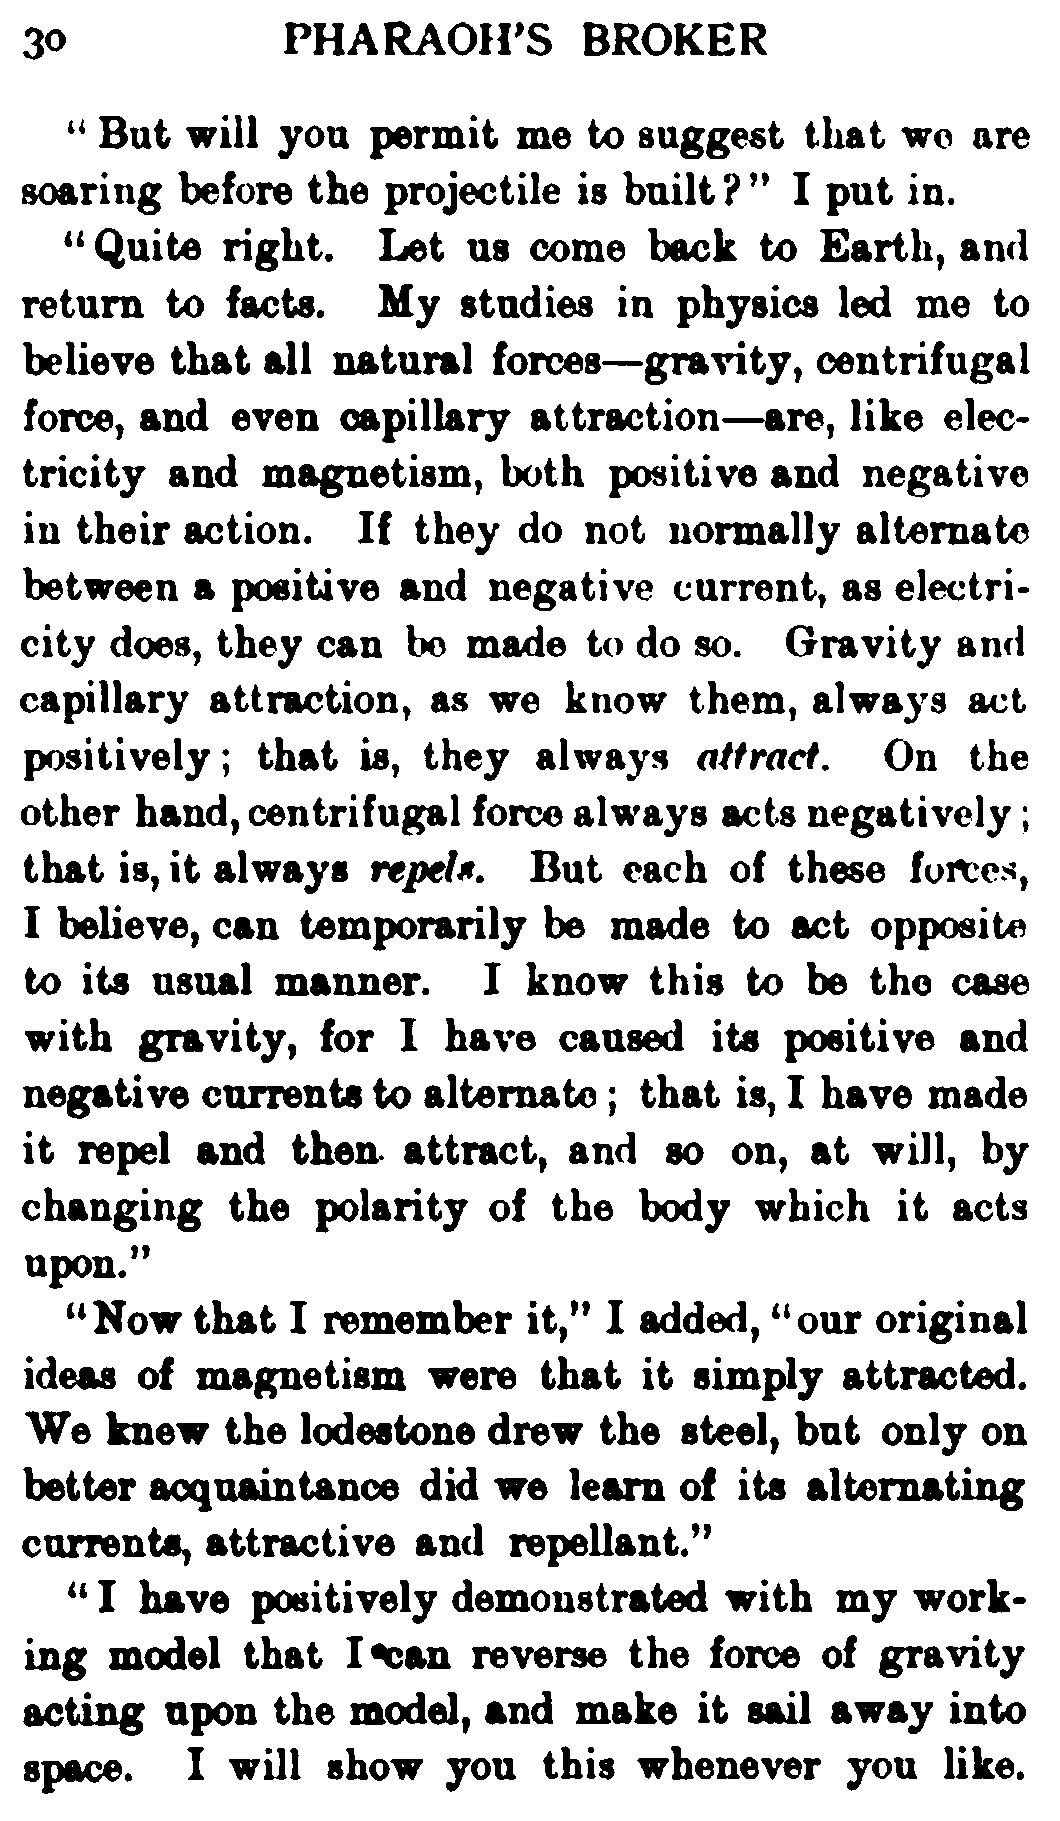 30 PHARAOH'S BROKER
“But will you permit me to suggest that we are
soaring before the projectile is built?” I put in.
“Quite right. Let us come back to Earth, and
return to facts. My studies in physics led me to
believe that all natural forces—gravity, centrifugal
force, and even capillary attraction—are, like elec-
tricity and magnetism, both positive and negative
in their action. If they do not normally alternate
between a positive and negative current, as electri-
city does, they can be made to do so. Gravity and
capillary attraction, as we know them, always act
positively; that is, they always attract. On the
other hand, centrifugal force always acts negatively;
that is, it always repels. But each of these forces,
I believe, can temporarily be made to act opposite
to its usual manner. I know this to be the case
with gravity, for I have caused its positive and
negative currents to alternate; that is, I have made
it repel and then attract, and so on, at will, by
changing the polarity of the body which it acts
upon.”
“Now that I remember it,” I added, “our original
ideas of magnetism were that it simply attracted.
We knew the lodestone drew the steel, but only on
better acquaintance did we learn of its alternating
currents, attractive and repellant.”
“I have positively demonstrated with my work-
ing model that I can reverse the force of gravity
acting upon the model, and make it sail away into
space. I will show you this whenever you like.